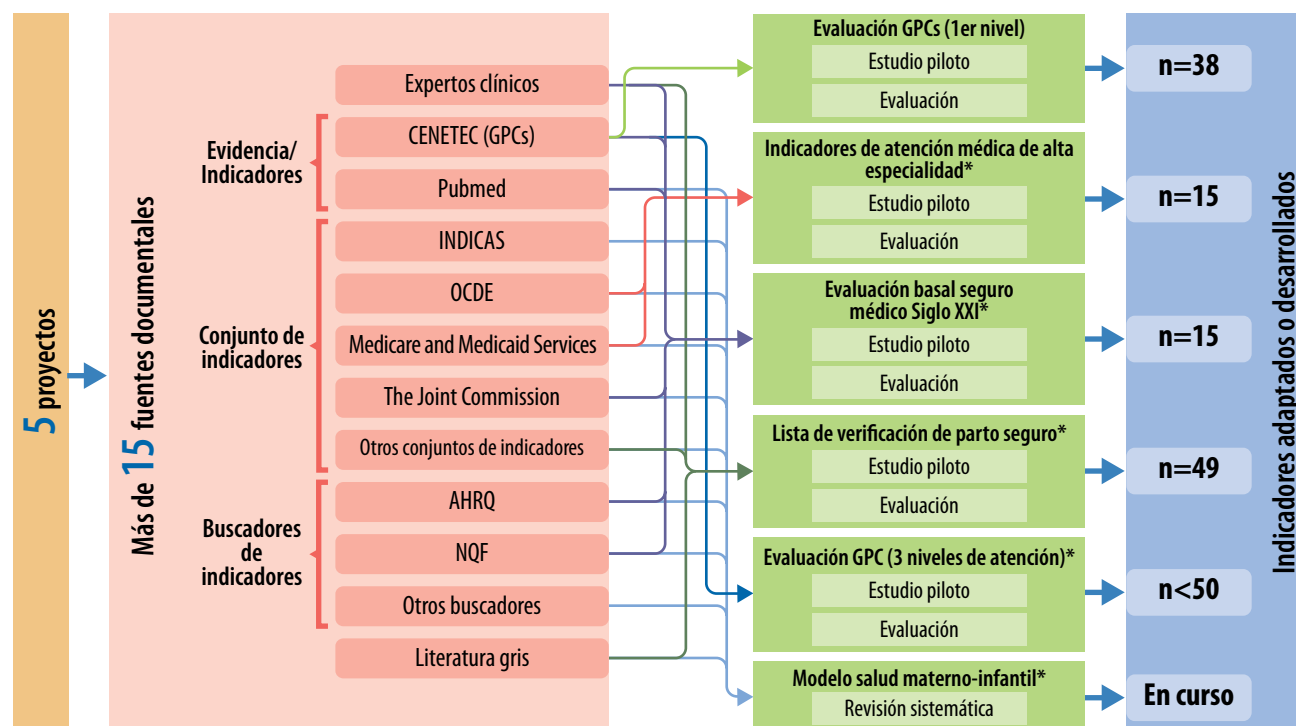 5 proyectos
Más de 15 fuentes documentales
Evidencia/
Indicadores
Conjunto de
indicadores
Buscadores
de
indicadores
Expertos clínicos
CENETEC (GPCs)
Pubmed
INDICAS
OCDE
Medicare and Medicaid Services
The Joint Commission
Otros conjuntos de indicadores
AHRQ
NQF
Otros buscadores
Literatura gris
Evaluación GPCs (1er nivel)
Estudio piloto
Evaluación
Indicadores de atención médica de alta
especialidad*
Estudio piloto
Evaluación
Evaluación basal seguro
médico Siglo XXI*
Estudio piloto
Evaluación
Lista de verificación de parto seguro*
Estudio piloto
Evaluación
Evaluación GPC (3 niveles de atención)*
Estudio piloto
Evaluación
Modelo salud materno-infantil*
Revisión sistemática
n=38
n=15
n=15
n=49
n<50
En curso
Indicadores adaptados o desarrollados